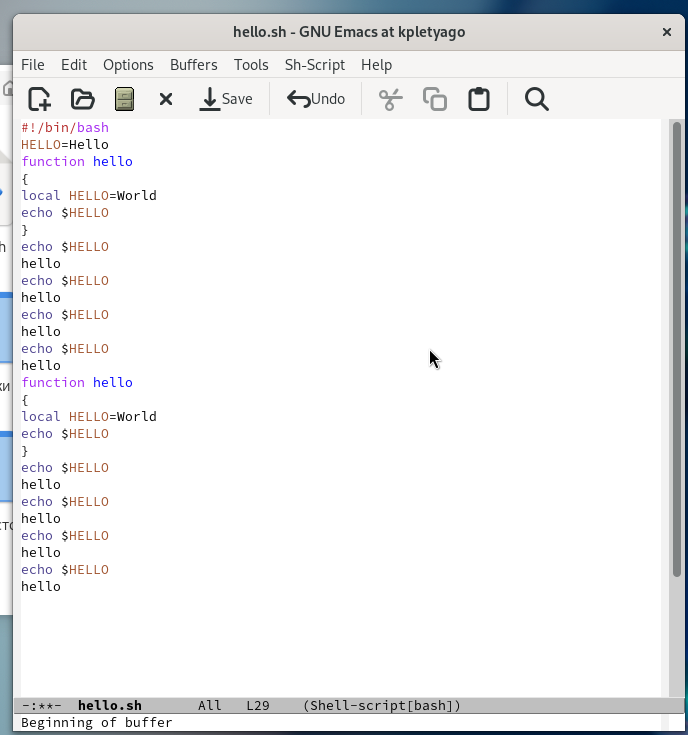 hello.sh - GNU Emacs at kpletyago
File Edit Options Buffers Tools Sh-Script Help
Save Undo
#!/bin/bash
HELLO=Hello
function hello
{
local HELLO=World
echo $HELLO
}
echo $HELLO
hello
echo $HELLO
hello
echo $HELLO
hello
echo $HELLO
hello
function hello
{
local HELLO=World
echo $HELLO
}
echo $HELLO
hello
echo $HELLO
hello
echo $HELLO
hello
echo $HELLO
hello
-:**- hello.sh All L29 (Shell-script[bash])
Beginning of buffer